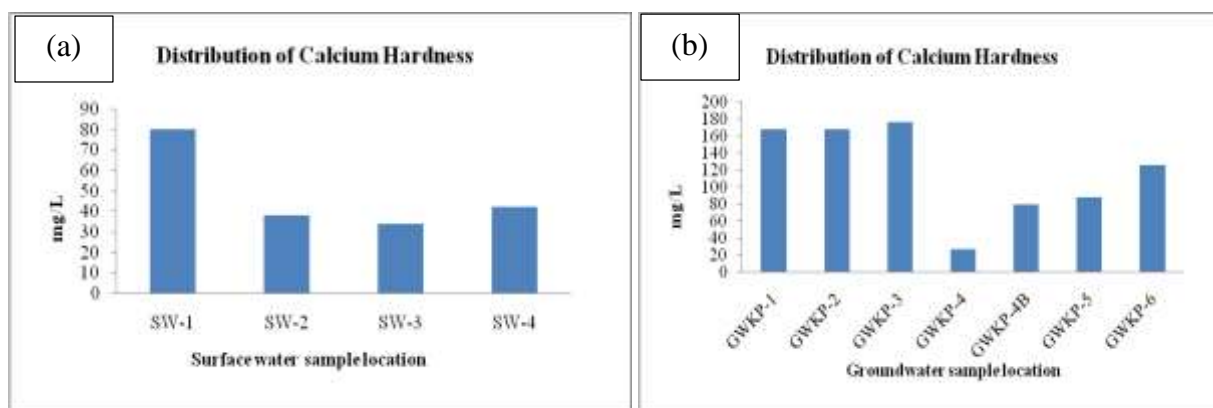 (a)
Distribution of Calcium Hardness
90
80
70
60
50
40
30
20
10
0
mg/L
SW-1 SW-2 SW-3 SW-4
Surface water sample location
(b)
Distribution of Calcium Hardness
200
180
160
140
120
100
80
60
40
20
0
mg/L
GWKP-1 GWKP-2 GWKP-3 GWKP-4 GWKP-4B GWKP-5 GWKP-6
Groundwater sample location